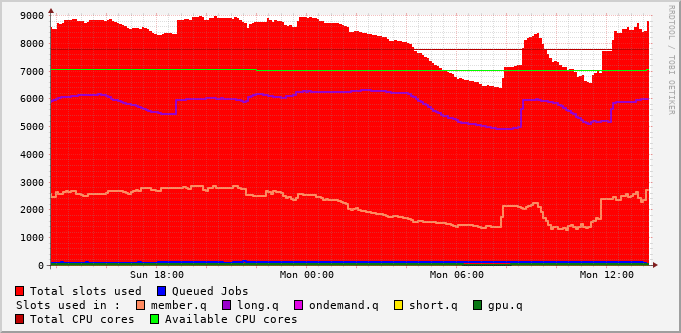 9000
8000
7000
6000
5000
4000
3000
2000
1000
0
Sun 18:00 Mon 00:00 Mon 06:00 Mon 12:00
RRDTOOL / TOBI OETIKER
Total slots used Queued Jobs
Slots used in : member.q long.q ondemand.q short.q gpu.q
Total CPU cores Available CPU cores